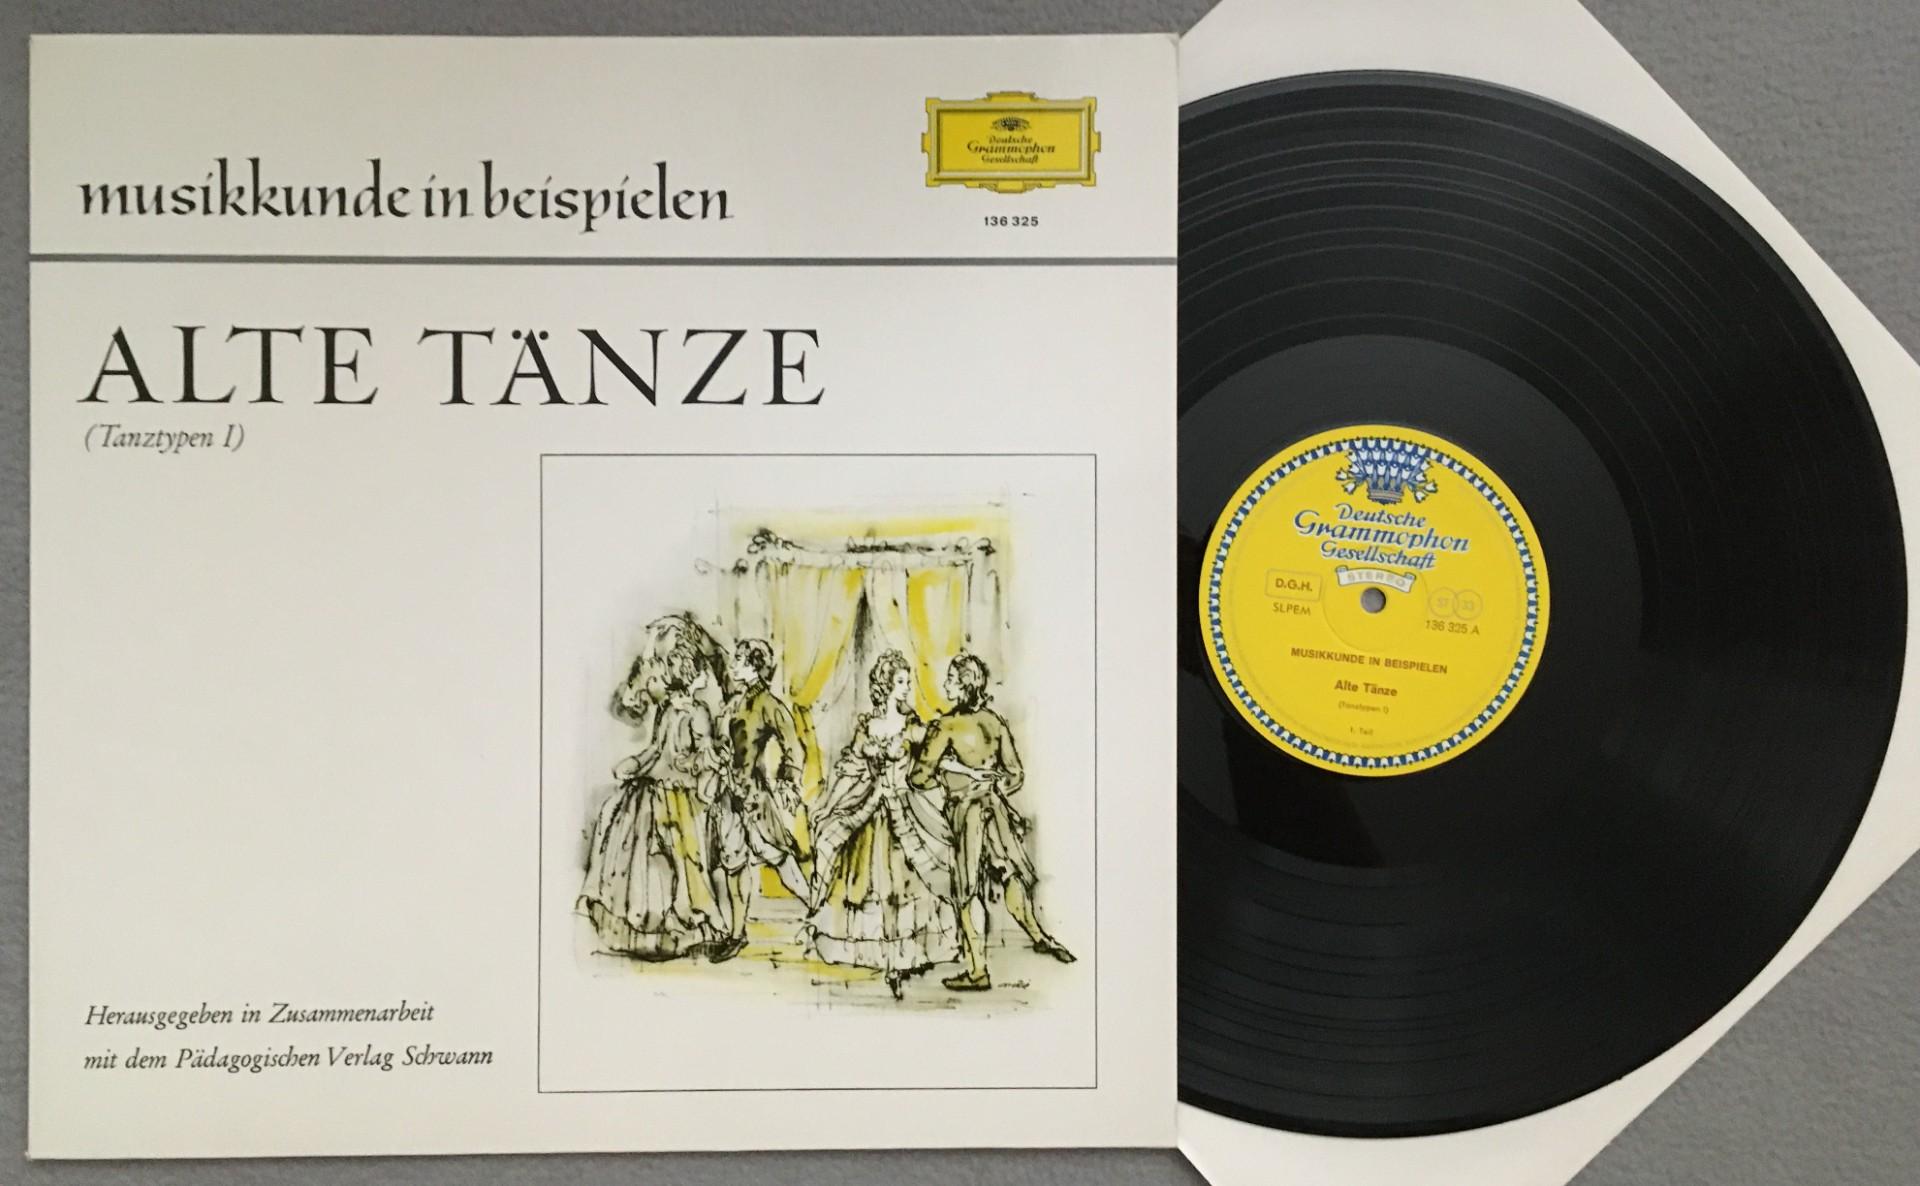 musikkunde in beispielen
Deutsche
Grammophon
Gesellschaft
136 325
ALTE TÄNZE
(Tanztypen I)
Herausgegeben in Zusammenarbeit
mit dem Pädagogischen Verlag Schwann
Deutsche
Grammophon
Gesellschaft
STEREO
D.G.H.
SLPEM
33
136 325 A
MUSIKKUNDE IN BEISPIELEN
Alte Tänze
(Tanztypen I)
1. Teil